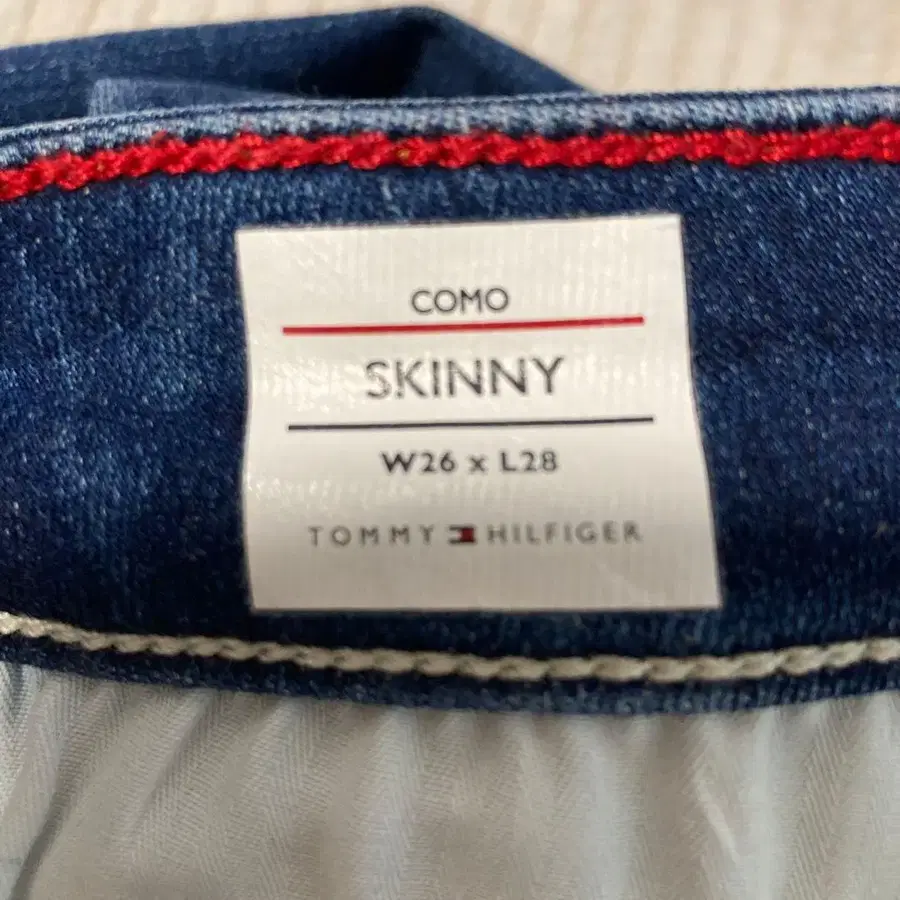 COMO
SKINNY
W26 x L28
TOMMY HILFIGER